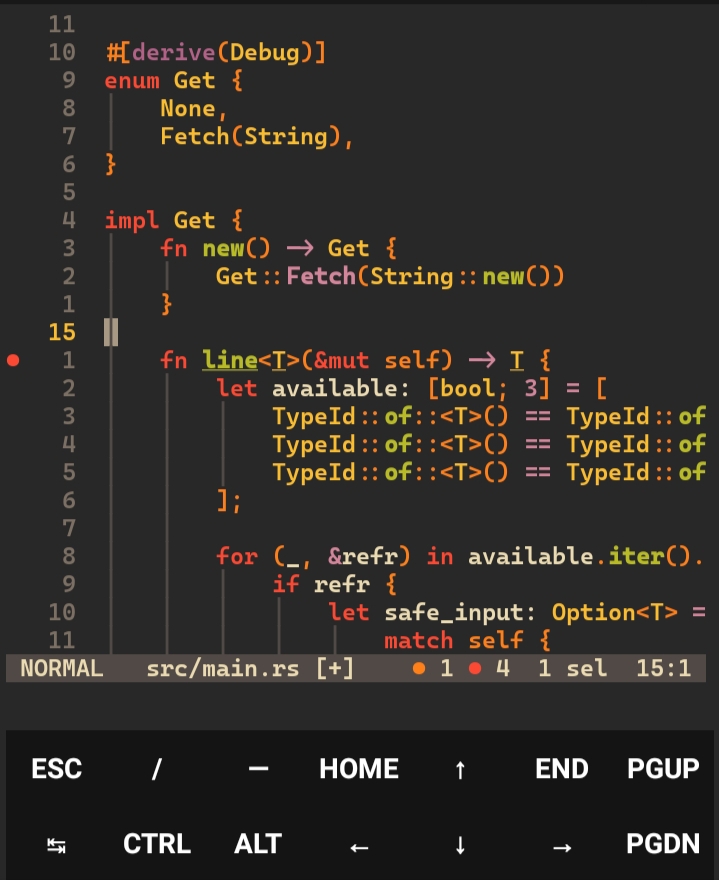 11
10 #[derive(Debug)]
9 enum Get {
8     None,
7     Fetch(String),
6 }
5
4 impl Get {
3     fn new() -> Get {
2         Get::Fetch(String::new())
1     }
15
1     fn line<T>(&mut self) -> T {
2         let available: [bool; 3] = [
3             TypeId::of::<T>() == TypeId::of
4             TypeId::of::<T>() == TypeId::of
5             TypeId::of::<T>() == TypeId::of
6         ];
7
8         for (_, &refr) in available.iter().
9             if refr {
10                 let safe_input: Option<T> =
11                     match self {
NORMAL src/main.rs [+] ● 1 ● 4 1 sel 15:1
ESC / — HOME ↑ END PGUP
↹ CTRL ALT ← ↓ → PGDN